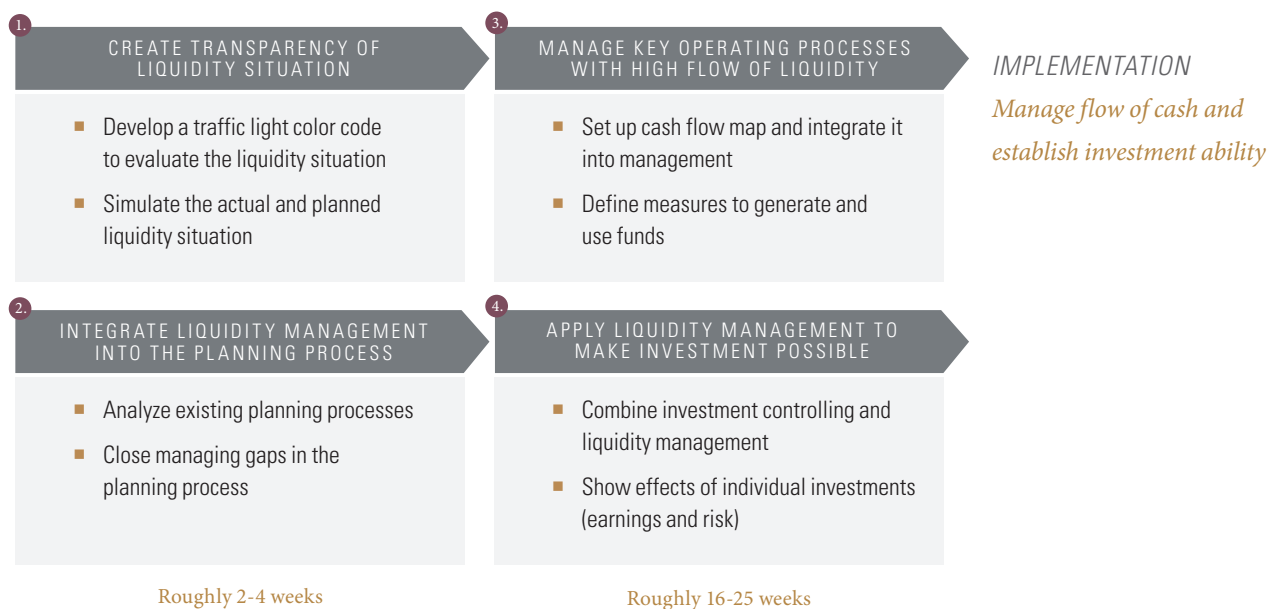 1.
CREATE TRANSPARENCY OF
LIQUIDITY SITUATION
■ Develop a traffic light color code
to evaluate the liquidity situation
■ Simulate the actual and planned
liquidity situation
2.
INTEGRATE LIQUIDITY MANAGEMENT
INTO THE PLANNING PROCESS
■ Analyze existing planning processes
■ Close managing gaps in the
planning process
Roughly 2-4 weeks
3.
MANAGE KEY OPERATING PROCESSES
WITH HIGH FLOW OF LIQUIDITY
■ Set up cash flow map and integrate it
into management
■ Define measures to generate and
use funds
4.
APPLY LIQUIDITY MANAGEMENT TO
MAKE INVESTMENT POSSIBLE
■ Combine investment controlling and
liquidity management
■ Show effects of individual investments
(earnings and risk)
Roughly 16-25 weeks
IMPLEMENTATION
Manage flow of cash and
establish investment ability